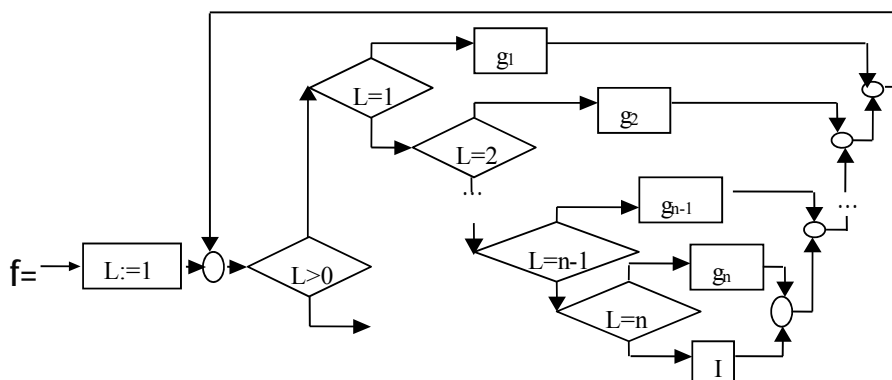 g₁
L=1
g₂
L=2
...
gₙ₋₁
...
L=n-1
gₙ
f=
L:=1
L>0
L=n
I